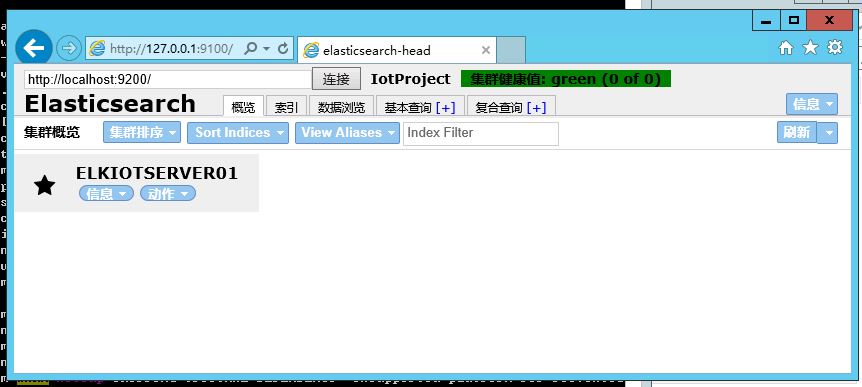 http://127.0.0.1:9100/
elasticsearch-head
http://localhost:9200/ 连接 IotProject 集群健康值: green (0 of 0)
Elasticsearch 概览 索引 数据浏览 基本查询 [+] 复合查询 [+] 信息
集群概览 集群排序 Sort Indices View Aliases Index Filter 刷新
ELKIOTSERVER01
信息 动作